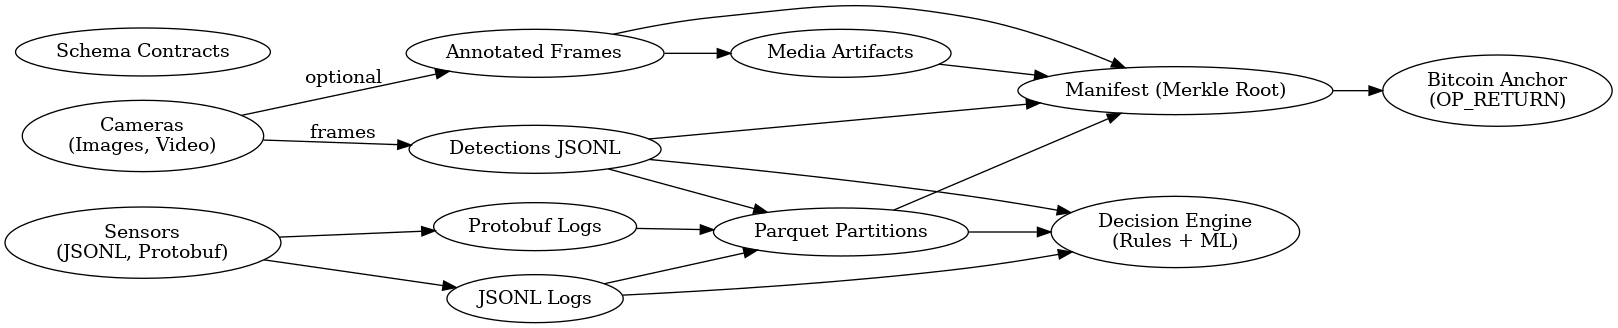 Schema Contracts
Cameras
(Images, Video)
Sensors
(JSONL, Protobuf)
optional
frames
Annotated Frames
Detections JSONL
Protobuf Logs
JSONL Logs
Media Artifacts
Parquet Partitions
Manifest (Merkle Root)
Decision Engine
(Rules + ML)
Bitcoin Anchor
(OP_RETURN)